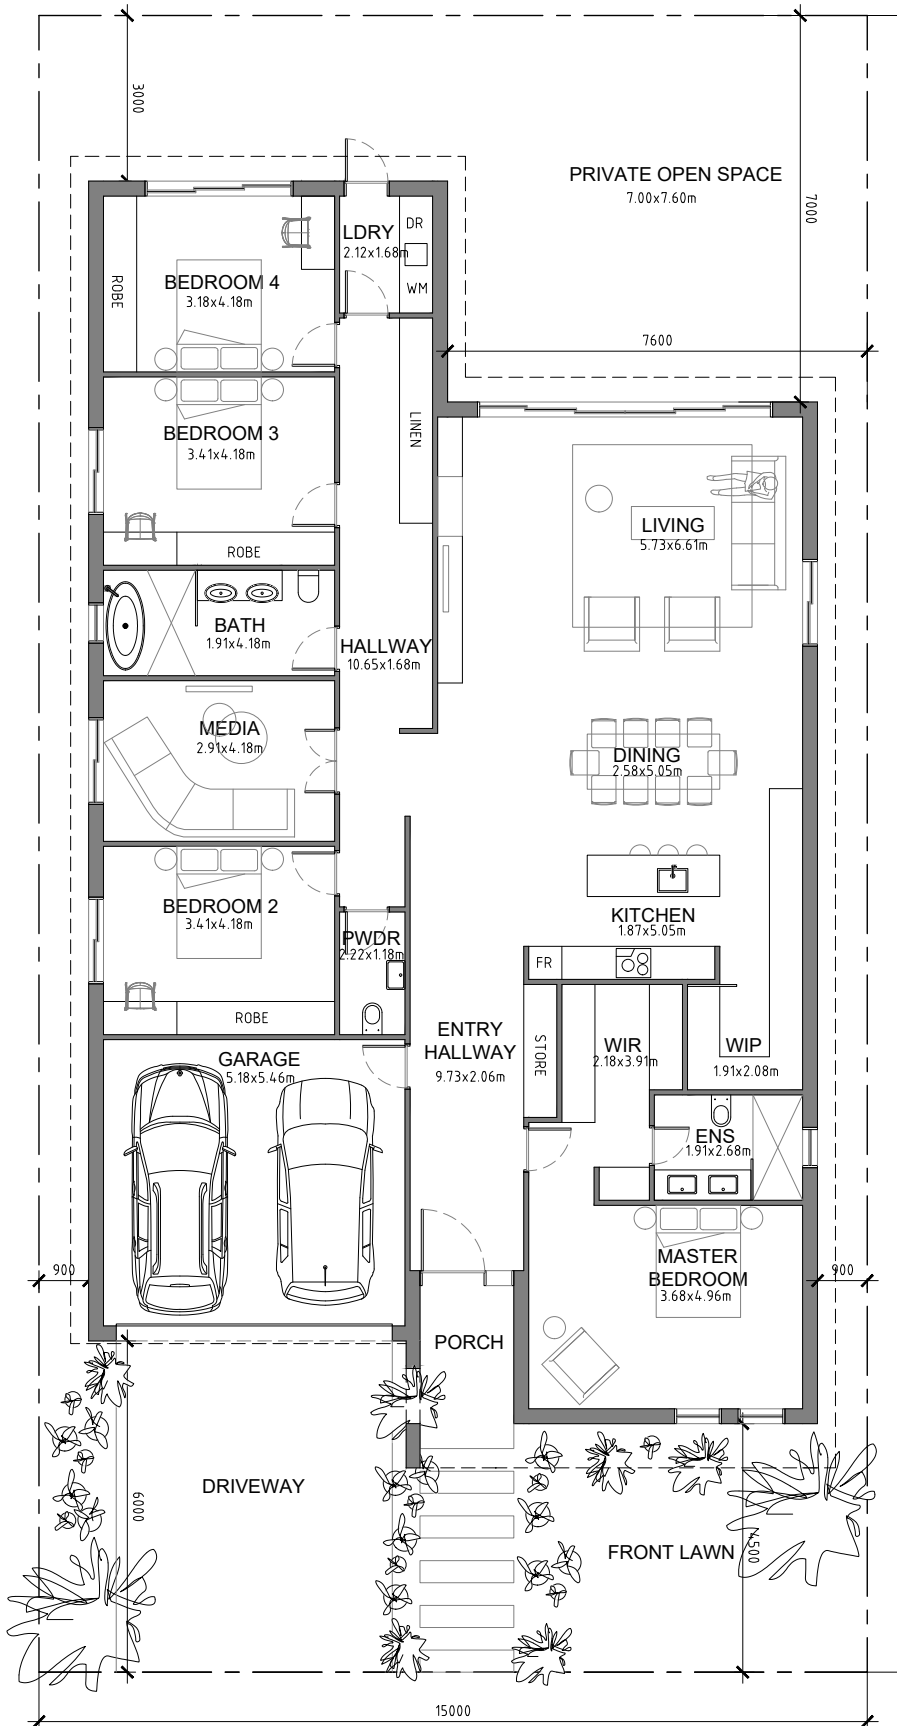 3000
PRIVATE OPEN SPACE
7.00x7.60m
7000
DR
LDRY
2.12x1.68m
WM
ROBE
BEDROOM 4
3.18x4.18m
7600
BEDROOM 3
3.41x4.18m
LINEN
LIVING
5.73x6.61m
ROBE
BATH
1.91x4.18m
HALLWAY
10.65x1.68m
MEDIA
2.91x4.18m
DINING
2.58x5.05m
BEDROOM 2
3.41x4.18m
KITCHEN
1.87x5.05m
PWDR
2.22x1.18m
FR
ROBE
ENTRY
HALLWAY
9.73x2.06m
STORE
WIR
2.18x3.91m
WIP
1.91x2.08m
GARAGE
5.18x5.46m
ENS
1.91x2.68m
MASTER
BEDROOM
3.68x4.96m
900
900
PORCH
DRIVEWAY
6000
FRONT LAWN
4500
15000